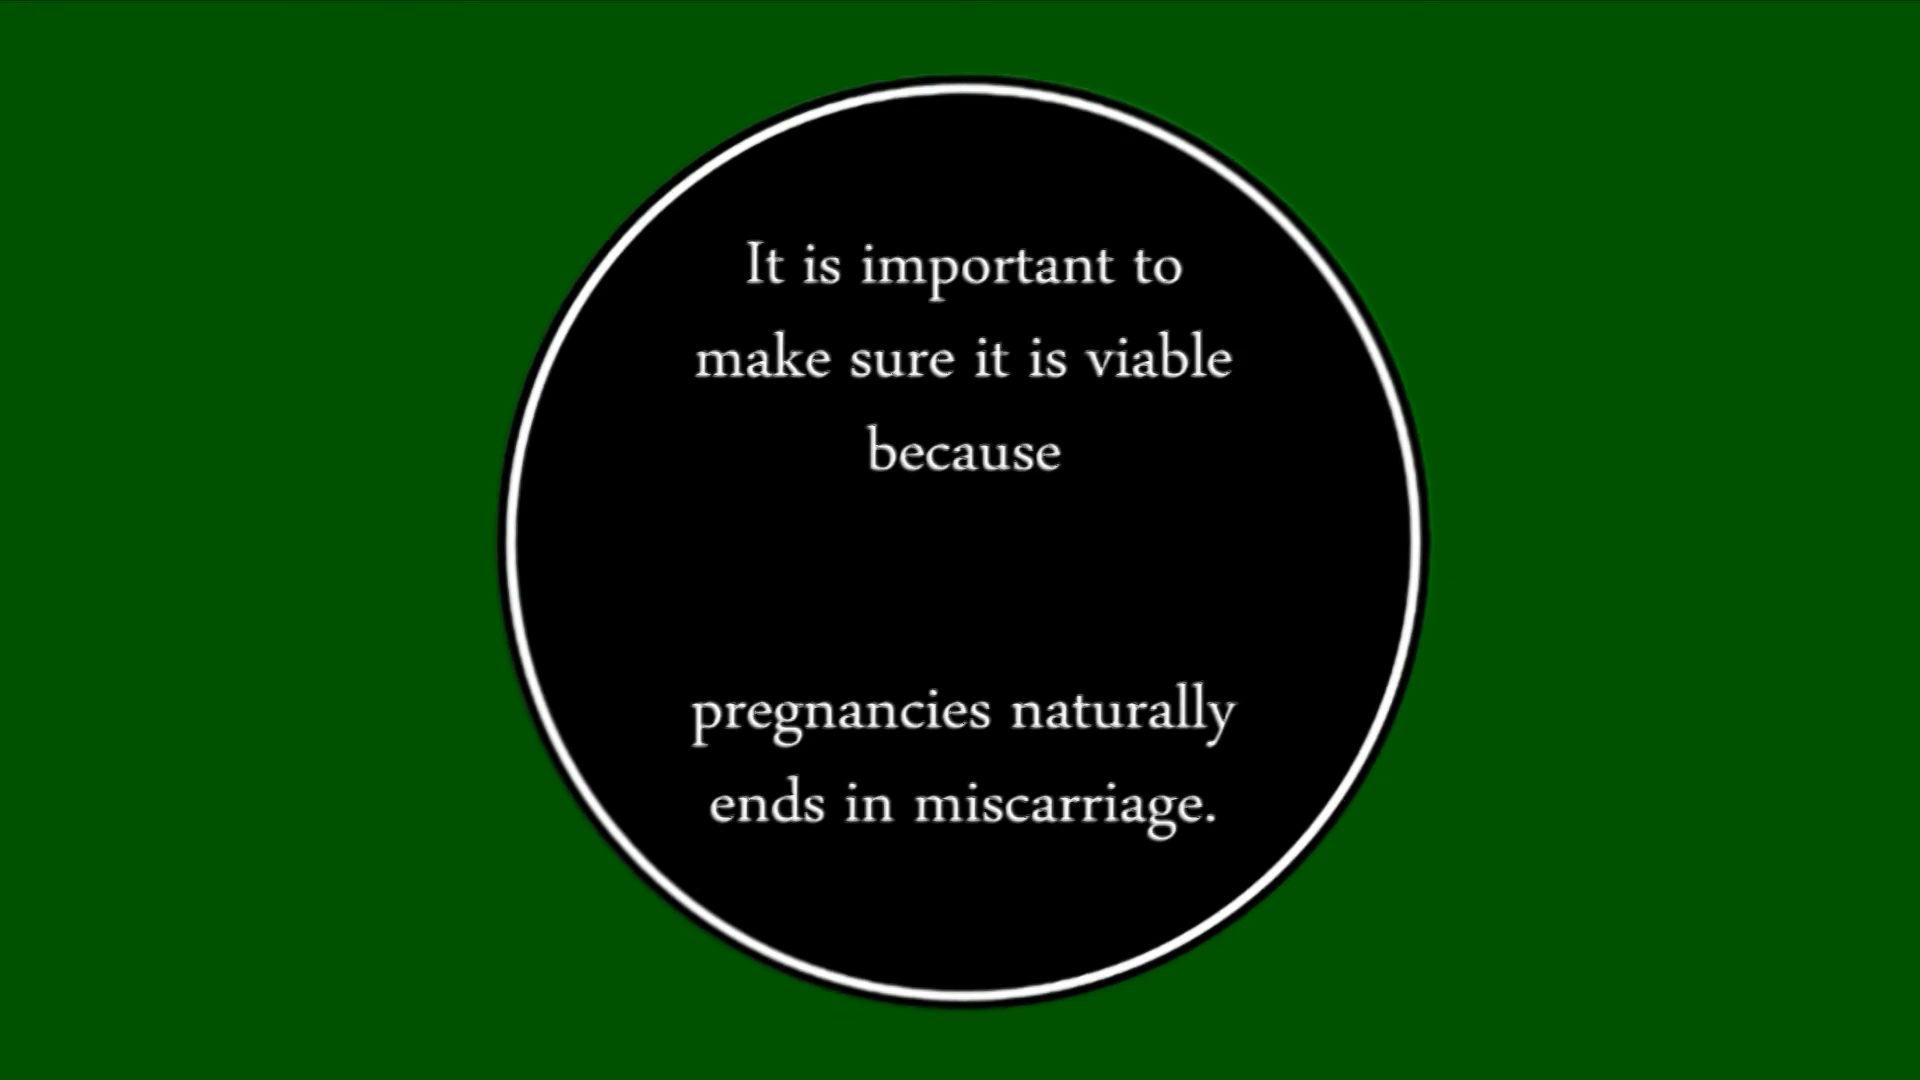 It is important to
make sure it is viable
because
pregnancies naturally
ends in miscarriage.